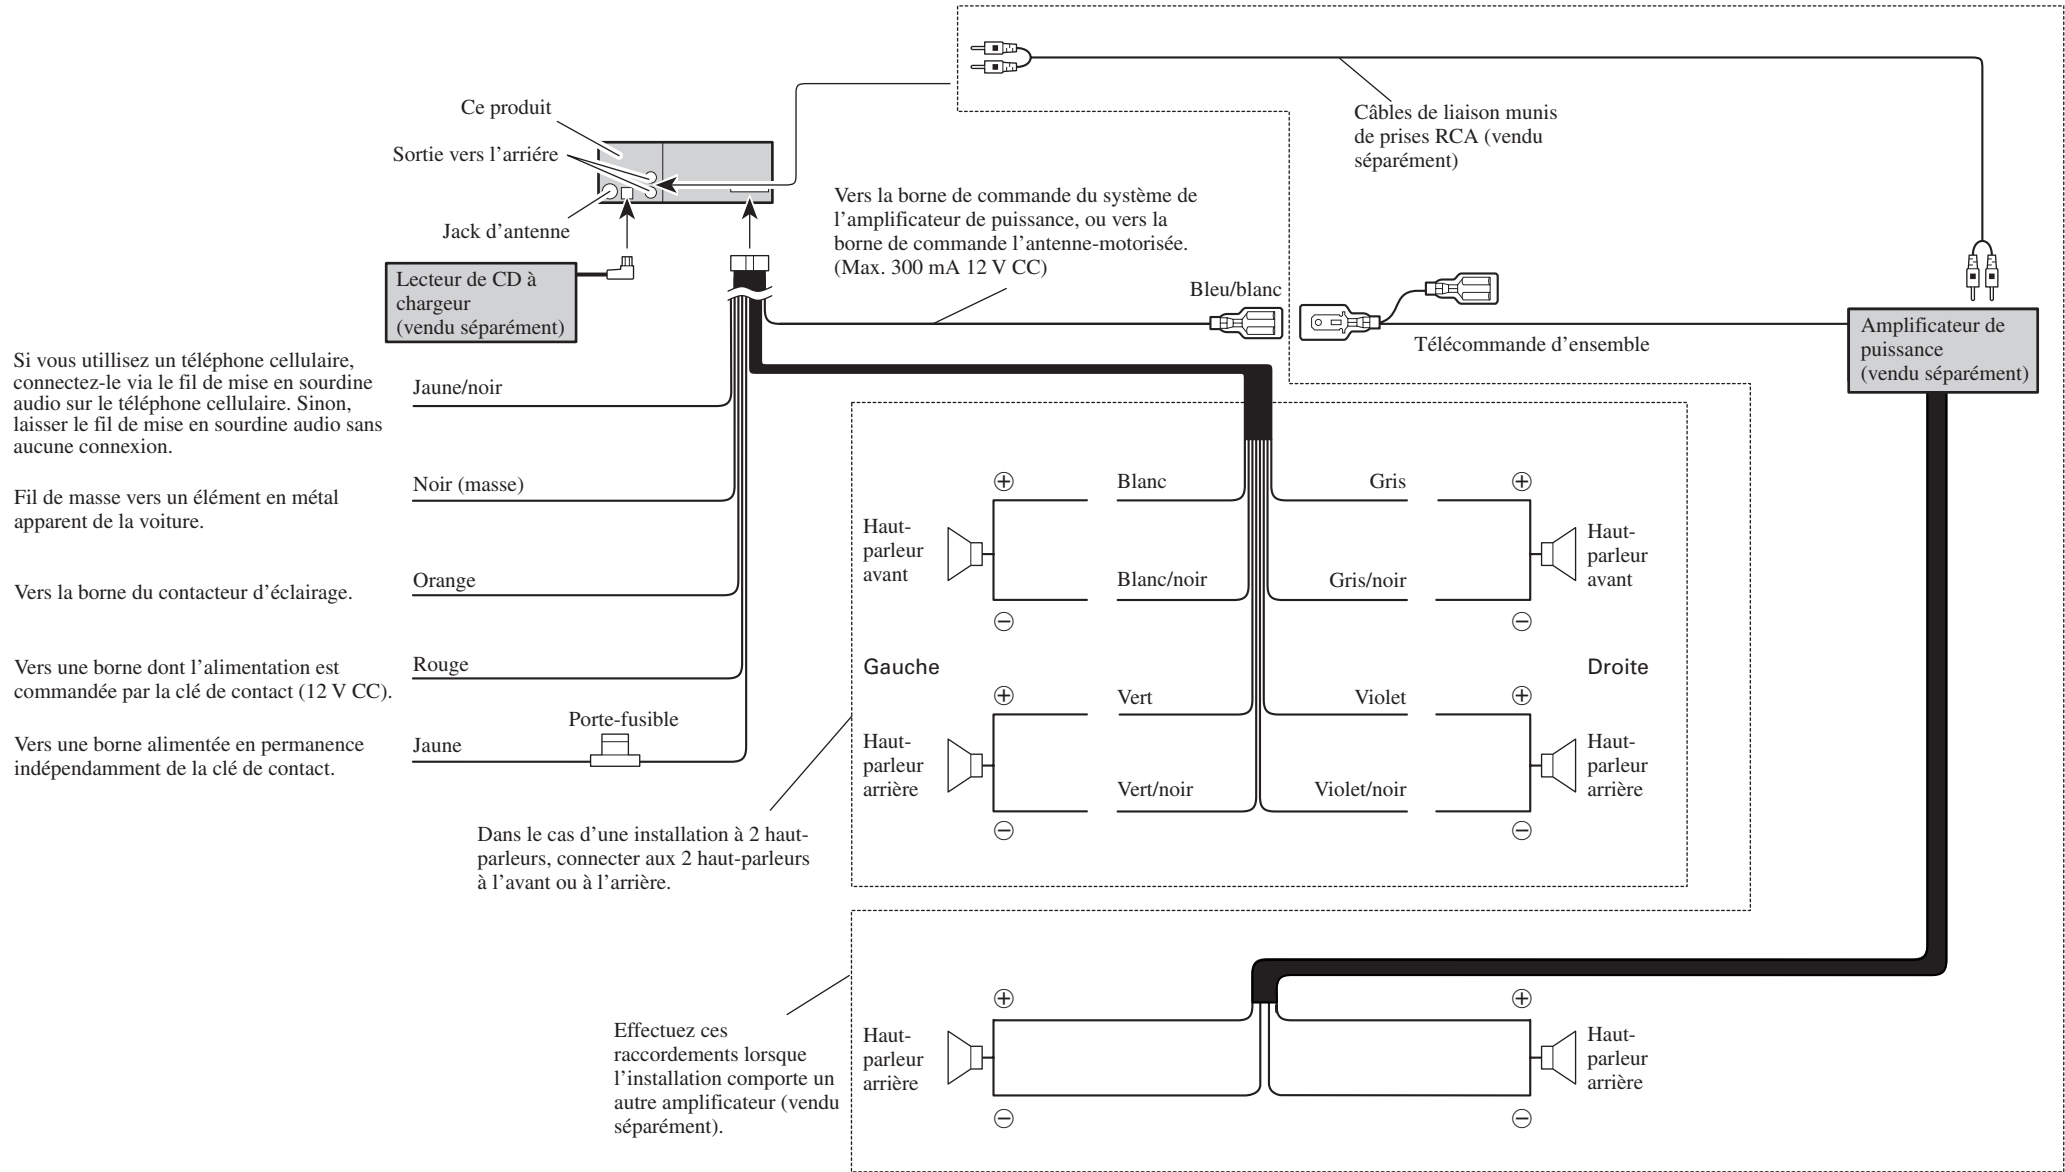 Ce produit
Sortie vers l’arriére
Jack d’antenne
Lecteur de CD à
chargeur
(vendu séparément)
Câbles de liaison munis
de prises RCA (vendu
séparément)
Vers la borne de commande du système de
l’amplificateur de puissance, ou vers la
borne de commande l’antenne-motorisée.
(Max. 300 mA 12 V CC)
Bleu/blanc
Télécommande d’ensemble
Amplificateur de
puissance
(vendu séparément)
Si vous utillisez un téléphone cellulaire,
connectez-le via le fil de mise en sourdine
audio sur le téléphone cellulaire. Sinon,
laisser le fil de mise en sourdine audio sans
aucune connexion.
Jaune/noir
Fil de masse vers un élément en métal
apparent de la voiture.
Noir (masse)
Vers la borne du contacteur d’éclairage.
Orange
Vers une borne dont l’alimentation est
commandée par la clé de contact (12 V CC).
Rouge
Vers une borne alimentée en permanence
indépendamment de la clé de contact.
Jaune
Porte-fusible
⊕
Blanc
Gris
⊕
Haut-
parleur
avant
Blanc/noir
Gris/noir
Haut-
parleur
avant
⊖
⊖
Gauche
Droite
⊕
Vert
Violet
⊕
Haut-
parleur
arrière
Vert/noir
Violet/noir
Haut-
parleur
arrière
⊖
⊖
Dans le cas d’une installation à 2 haut-
parleurs, connecter aux 2 haut-parleurs
à l’avant ou à l’arrière.
Effectuez ces
raccordements lorsque
l’installation comporte un
autre amplificateur (vendu
séparément).
⊕
⊕
Haut-
parleur
arrière
Haut-
parleur
arrière
⊖
⊖